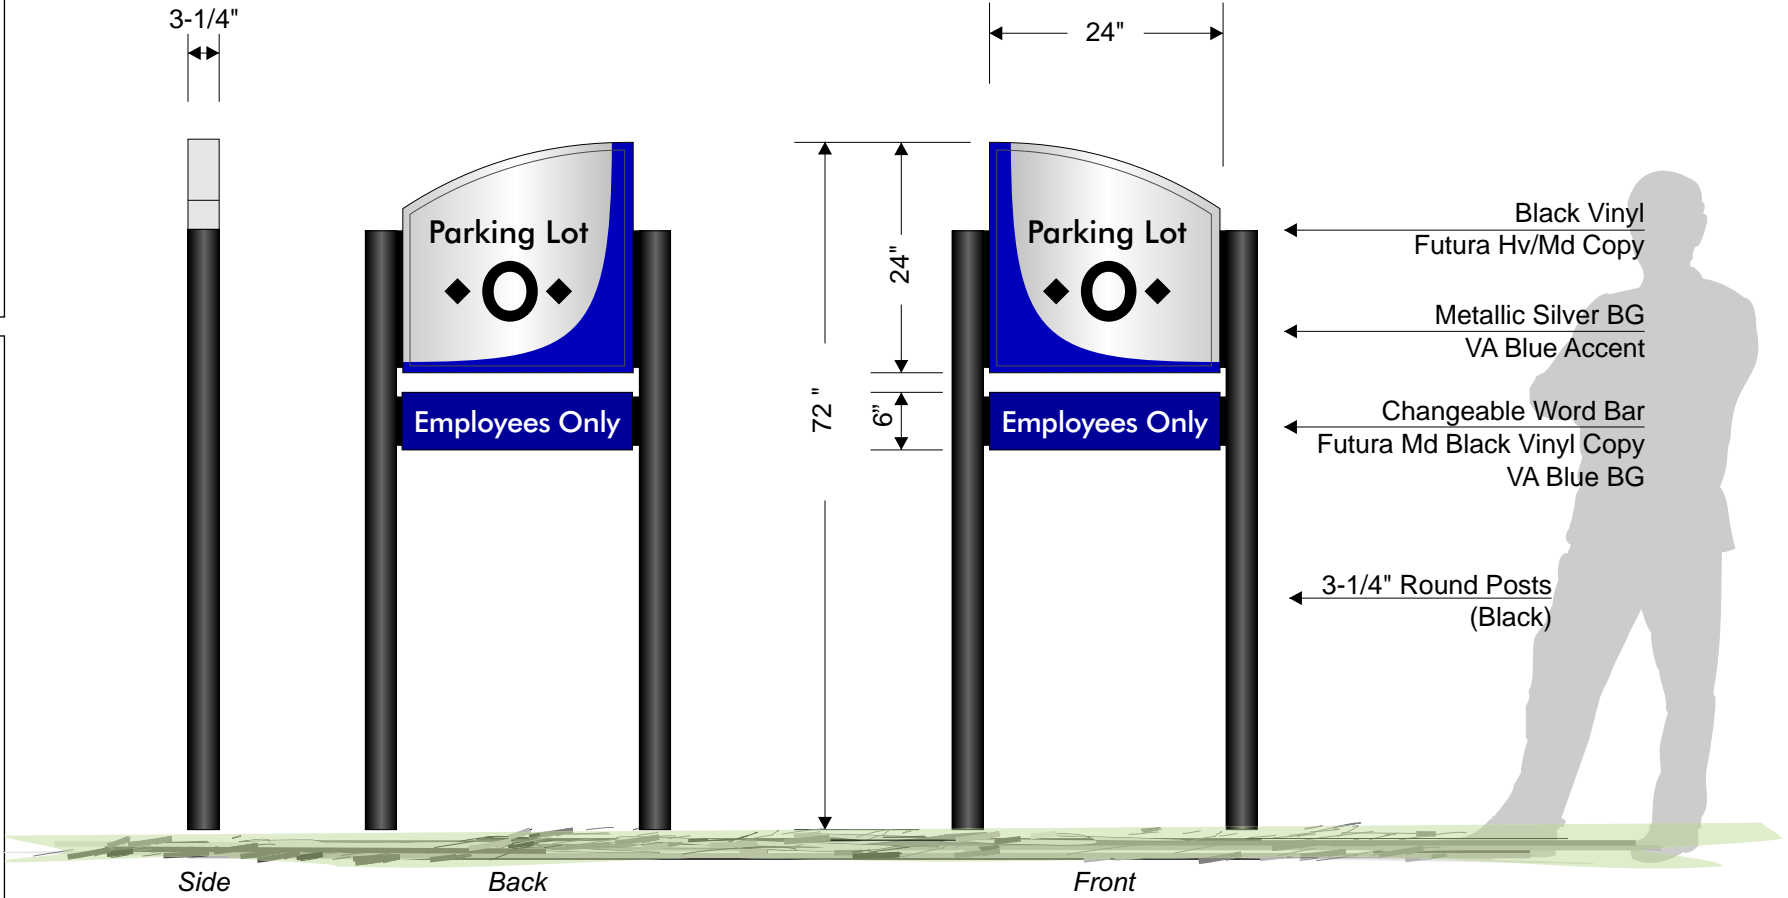 3-1/4"
24"
Parking Lot
O
Employees Only
72 "
24"
6”
Parking Lot
O
Employees Only
Black Vinyl
Futura Hv/Md Copy
Metallic Silver BG
VA Blue Accent
Changeable Word Bar
Futura Md Black Vinyl Copy
VA Blue BG
3-1/4" Round Posts
(Black)
Side
Back
Front